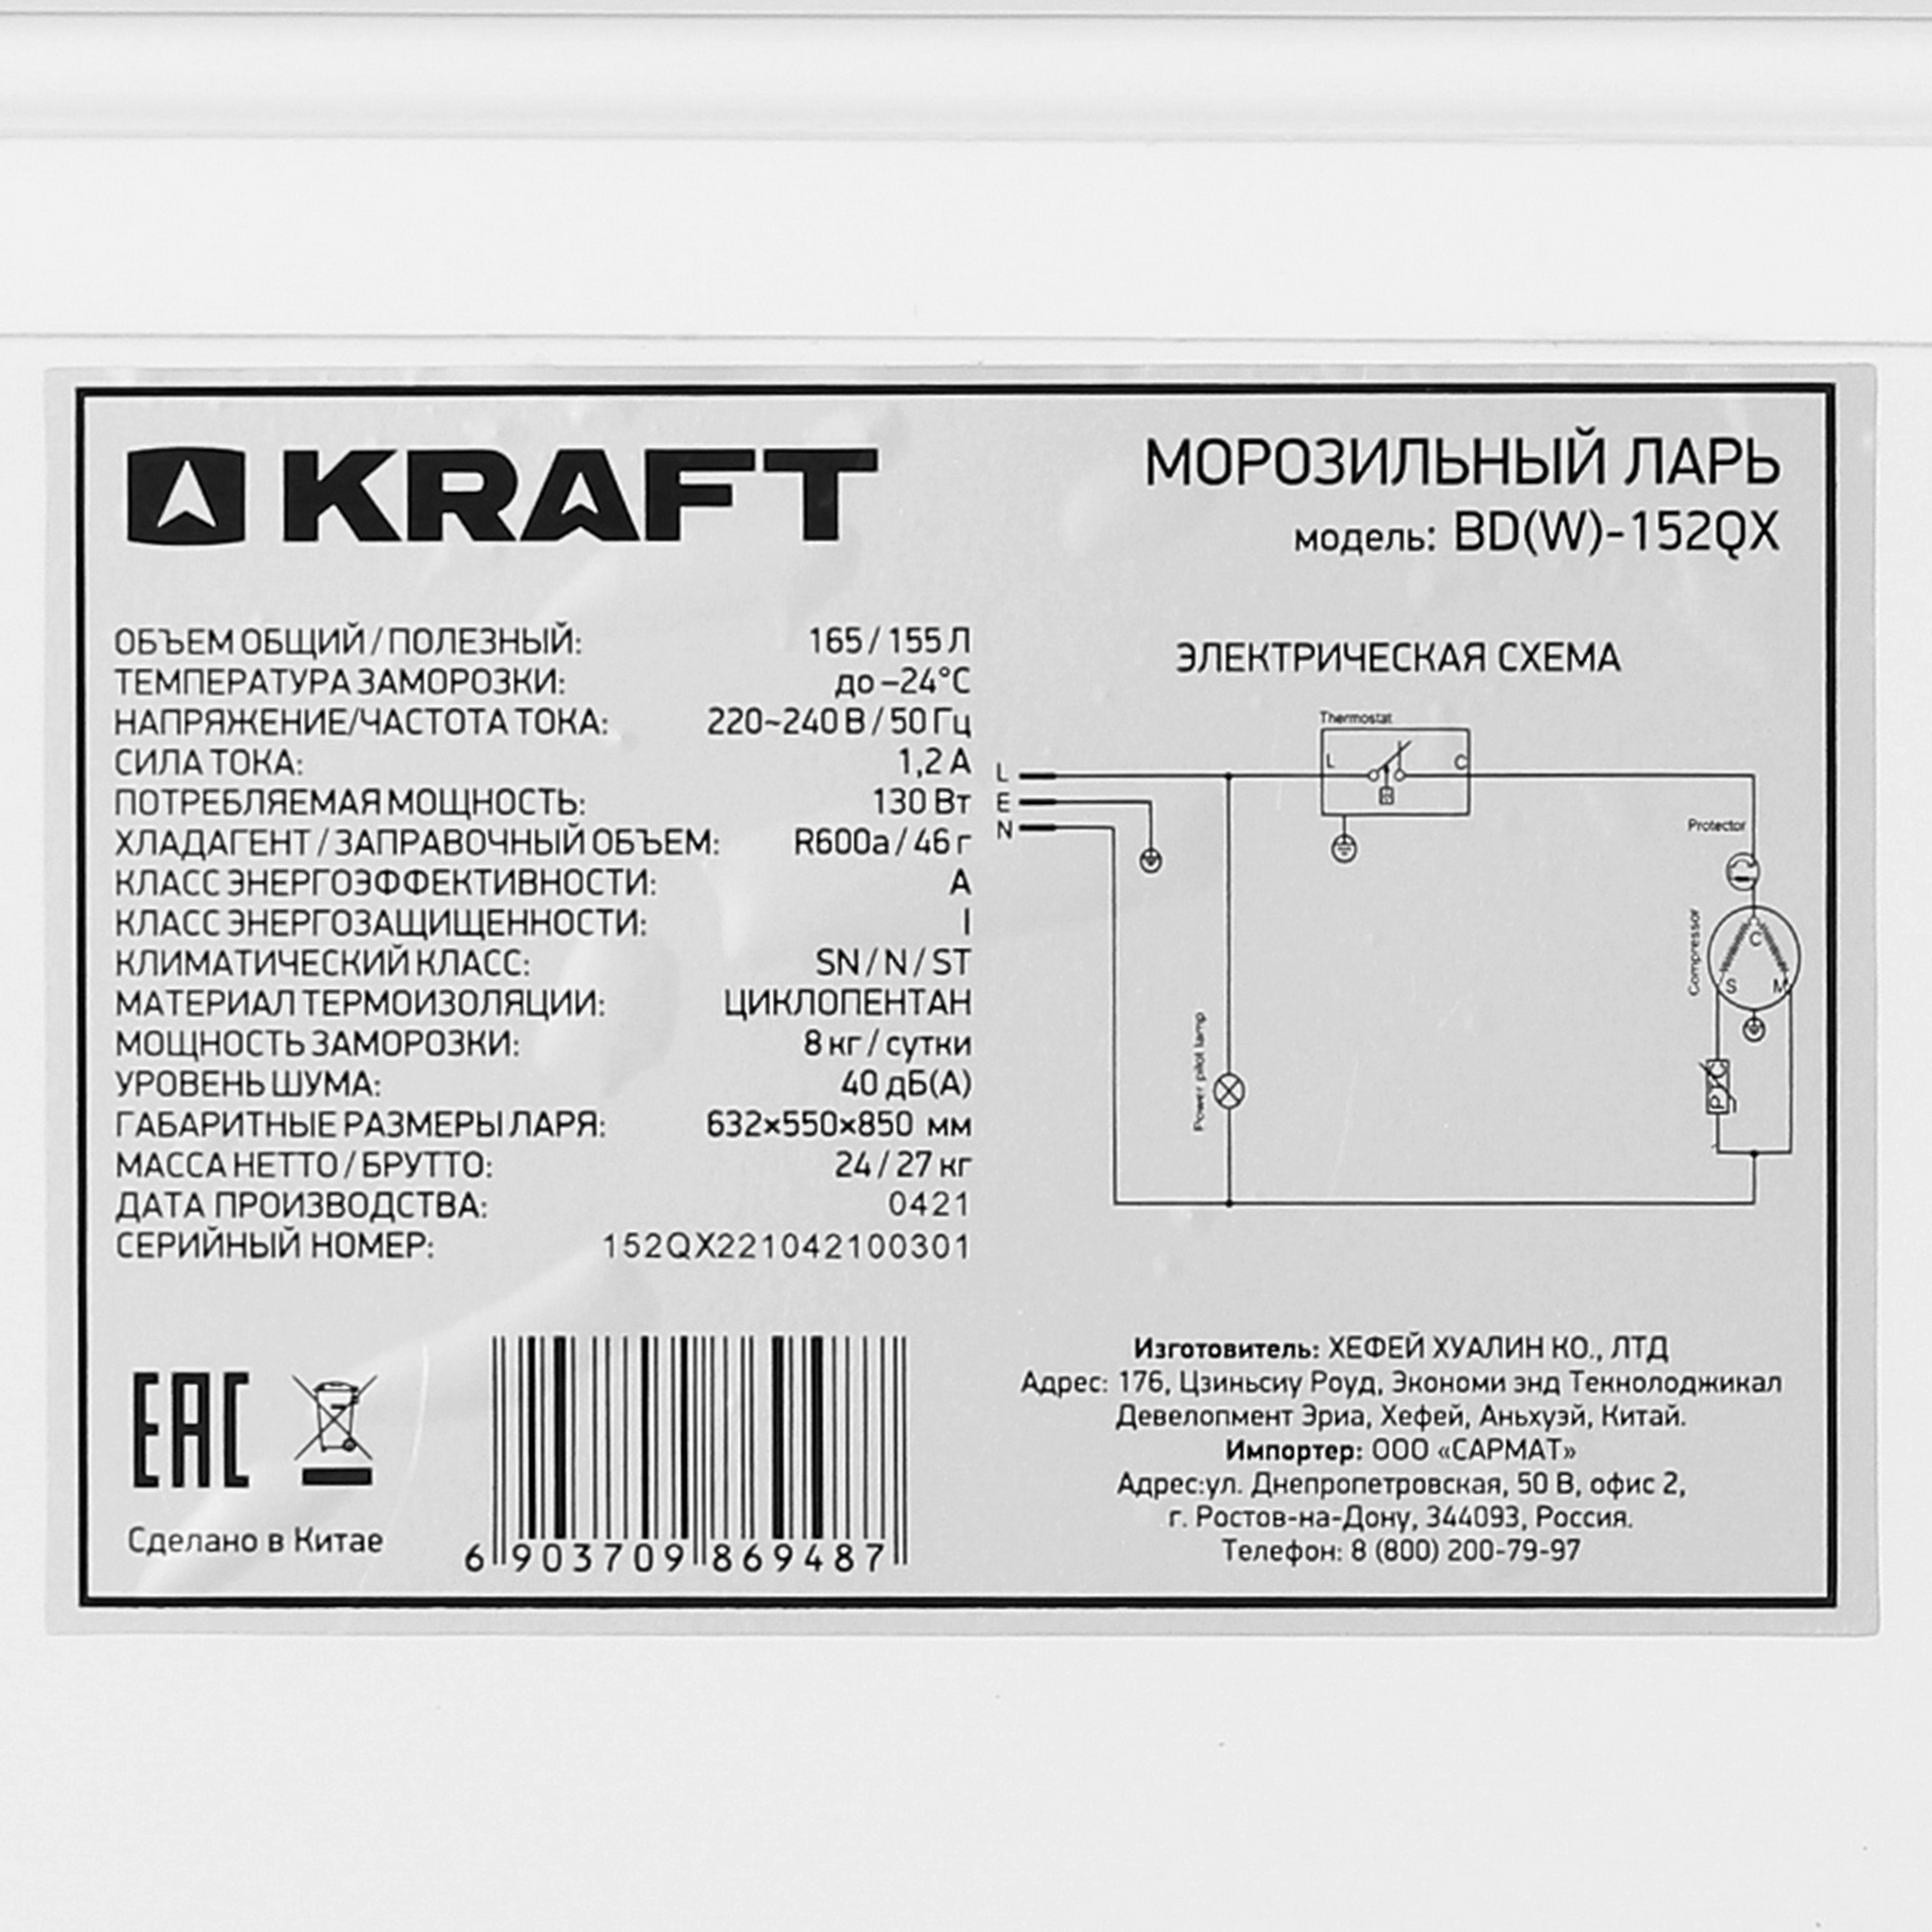 KRAFT
МОРОЗИЛЬНЫЙ ЛАРЬ
модель: BD(W)-152QX
ОБЪЕМ ОБЩИЙ / ПОЛЕЗНЫЙ: 165 / 155 Л
ТЕМПЕРАТУРА ЗАМОРОЗКИ: до –24°C
НАПРЯЖЕНИЕ/ЧАСТОТА ТОКА: 220~240 В / 50 Гц
СИЛА ТОКА: 1,2 А
ПОТРЕБЛЯЕМАЯ МОЩНОСТЬ: 130 Вт
ХЛАДАГЕНТ / ЗАПРАВОЧНЫЙ ОБЪЕМ: R600a / 46 г
КЛАСС ЭНЕРГОЭФФЕКТИВНОСТИ: А
КЛАСС ЭНЕРГОЗАЩИЩЕННОСТИ: I
КЛИМАТИЧЕСКИЙ КЛАСС: SN / N / ST
МАТЕРИАЛ ТЕРМОИЗОЛЯЦИИ: ЦИКЛОПЕНТАН
МОЩНОСТЬ ЗАМОРОЗКИ: 8 кг / сутки
УРОВЕНЬ ШУМА: 40 дБ(А)
ГАБАРИТНЫЕ РАЗМЕРЫ ЛАРЯ: 632×550×850 мм
МАССА НЕТТО / БРУТТО: 24 / 27 кг
ДАТА ПРОИЗВОДСТВА: 0421
СЕРИЙНЫЙ НОМЕР: 152QX221042100301
ЭЛЕКТРИЧЕСКАЯ СХЕМА
Thermostat
L
C
L
E
N
Protector
Compressor
C
S
M
PTC
Power pilot lamp
EAC
Сделано в Китае
6 903709 869487
Изготовитель: ХЕФЕЙ ХУАЛИН КО., ЛТД
Адрес: 176, Цзиньсиу Роуд, Экономи энд Текнолоджикал
Девелопмент Эриа, Хефей, Аньхуэй, Китай.
Импортер: ООО «САРМАТ»
Адрес:ул. Днепропетровская, 50 В, офис 2,
г. Ростов-на-Дону, 344093, Россия.
Телефон: 8 (800) 200-79-97